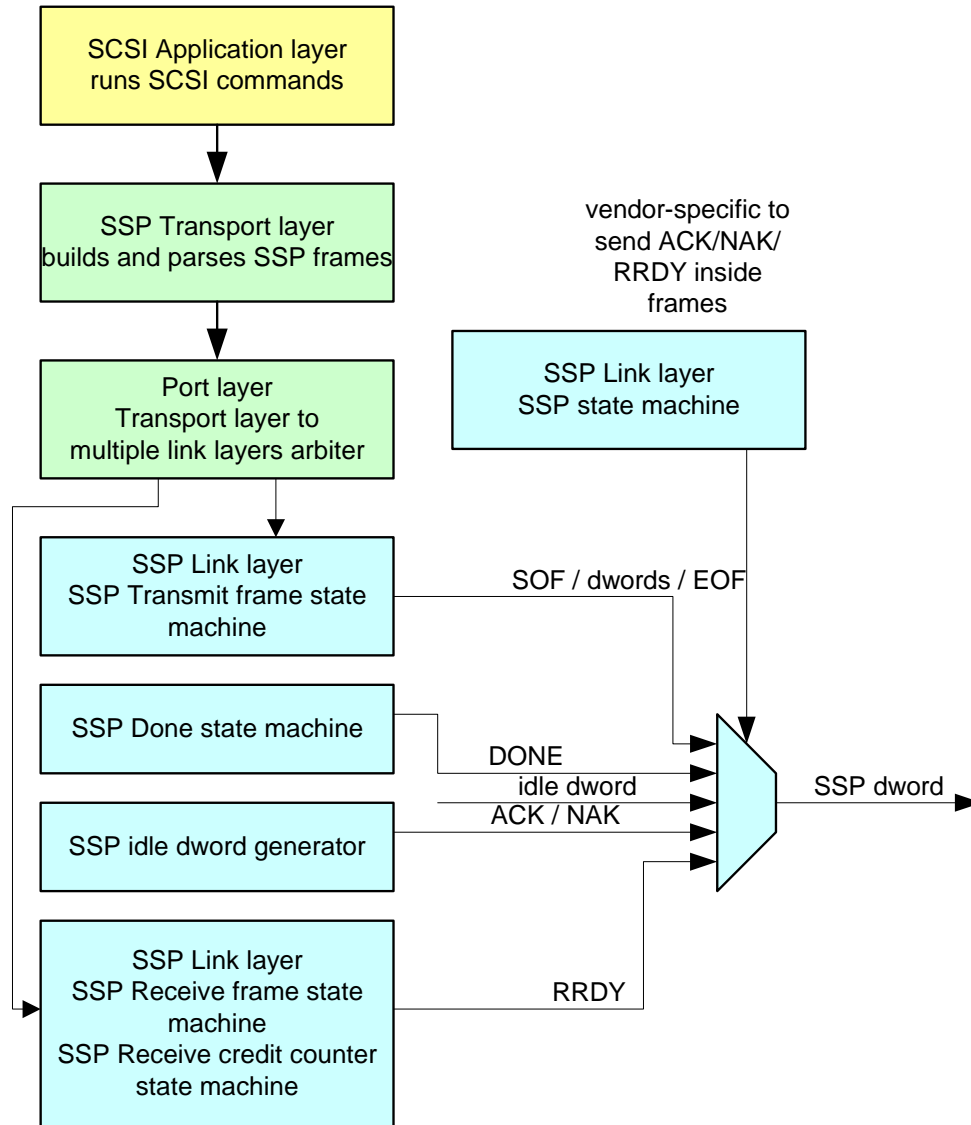 SCSI Application layer
runs SCSI commands
SSP Transport layer
builds and parses SSP frames
vendor-specific to
send ACK/NAK/
RRDY inside
frames
Port layer
Transport layer to
multiple link layers arbiter
SSP Link layer
SSP state machine
SSP Link layer
SSP Transmit frame state
machine
SOF / dwords / EOF
SSP Done state machine
DONE
idle dword
SSP dword
ACK / NAK
SSP idle dword generator
SSP Link layer
SSP Receive frame state
machine
SSP Receive credit counter
state machine
RRDY